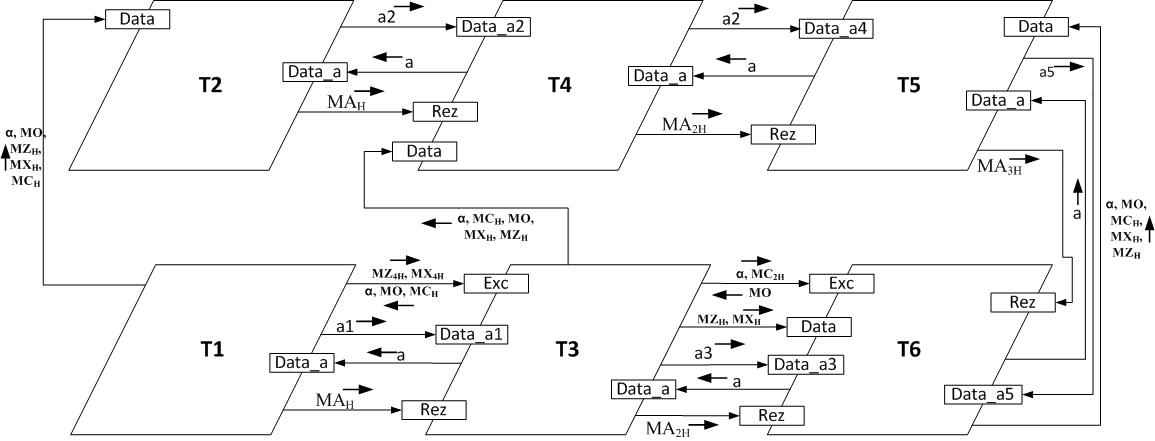 Data
T2
a2
Data_a2
Data_a
a
MAH
Rez
Data
T4
a2
Data_a4
Data_a
a
MA2H
Rez
T5
Data
a5
Data_a
MA3H
α, MO,
MZH,
MXH,
MCH
α, MCH, MO,
MXH, MZH
a
α, MO,
MCH,
MXH,
MZH
T1
MZ4H, MX4H
α, MO, MCH
Exc
a1
Data_a1
Data_a
a
MAH
Rez
T3
α, MC2H
MO
Exc
MZH, MXH
Data
a3
Data_a3
Data_a
a
MA2H
Rez
T6
Rez
Data_a5